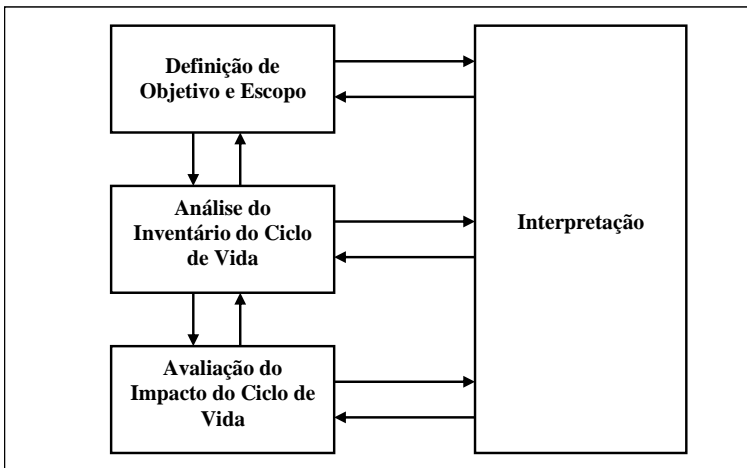 Definição de
Objetivo e Escopo
Análise do
Inventário do Ciclo
de Vida
Interpretação
Avaliação do
Impacto do Ciclo de
Vida